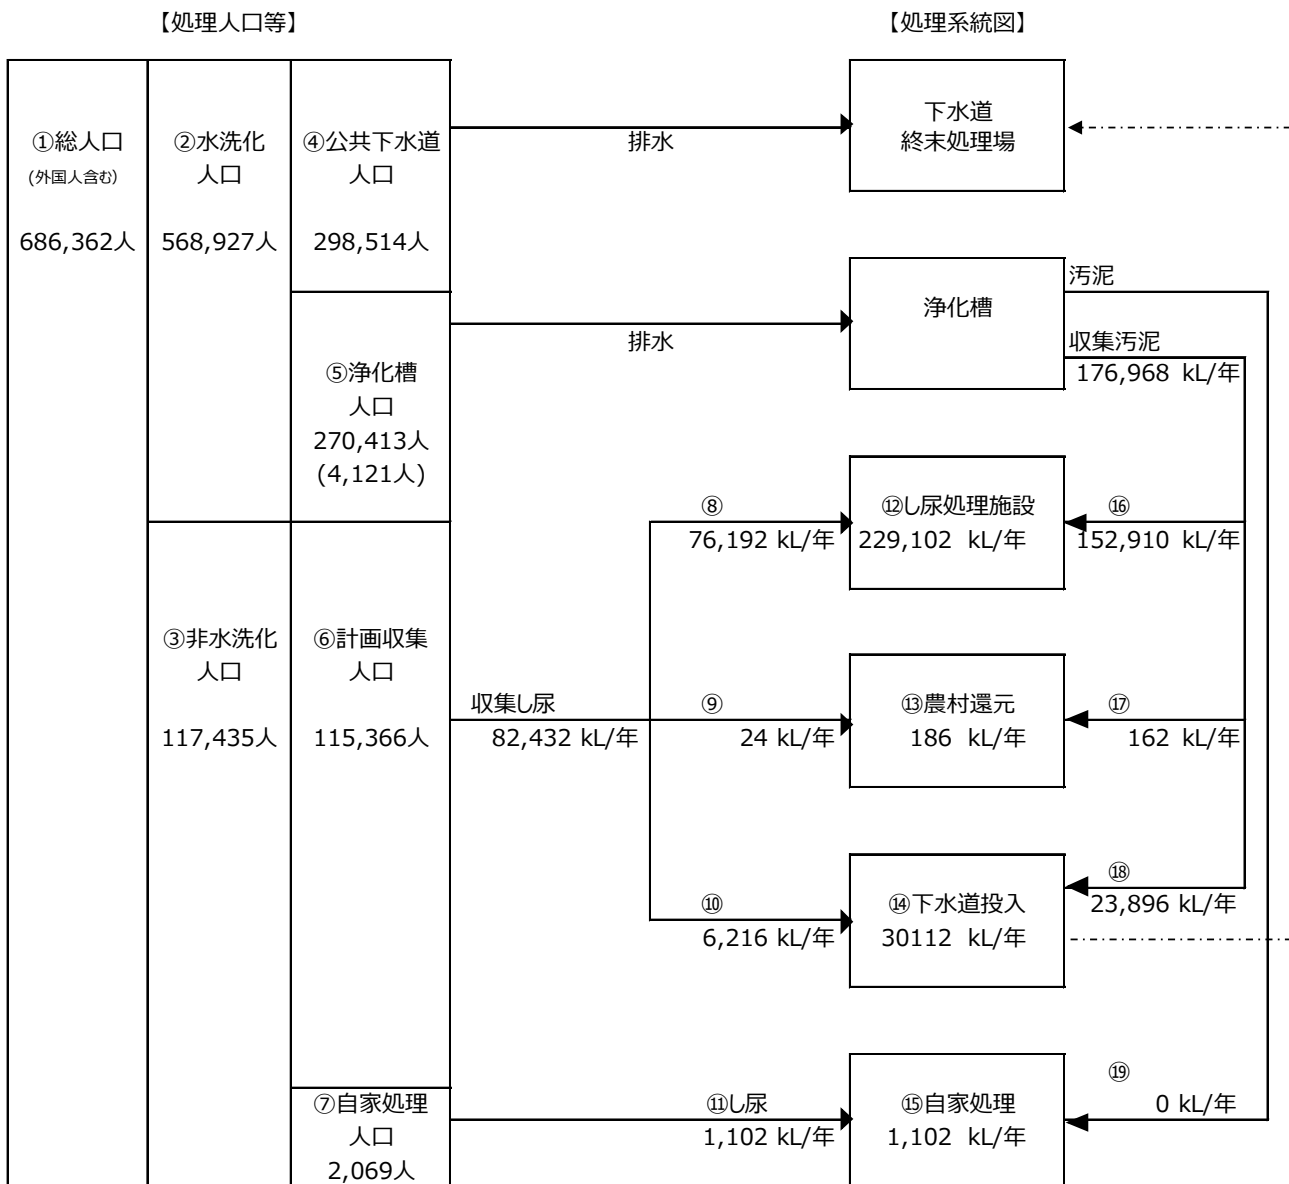 【処理人口等】
【処理系統図】
①総人口
(外国人含む)
686,362人
②水洗化
人口
568,927人
④公共下水道
人口
298,514人
排水
下水道
終末処理場
⑤浄化槽
人口
270,413人
(4,121人)
排水
浄化槽
汚泥
収集汚泥
176,968 kL/年
③非水洗化
人口
117,435人
⑥計画収集
人口
115,366人
収集し尿
82,432 kL/年
⑧
76,192 kL/年
⑫し尿処理施設
229,102 kL/年
⑯
152,910 kL/年
⑨
24 kL/年
⑬農村還元
186 kL/年
⑰
162 kL/年
⑩
6,216 kL/年
⑭下水道投入
30112 kL/年
⑱
23,896 kL/年
⑦自家処理
人口
2,069人
⑪し尿
1,102 kL/年
⑮自家処理
1,102 kL/年
⑲
0 kL/年